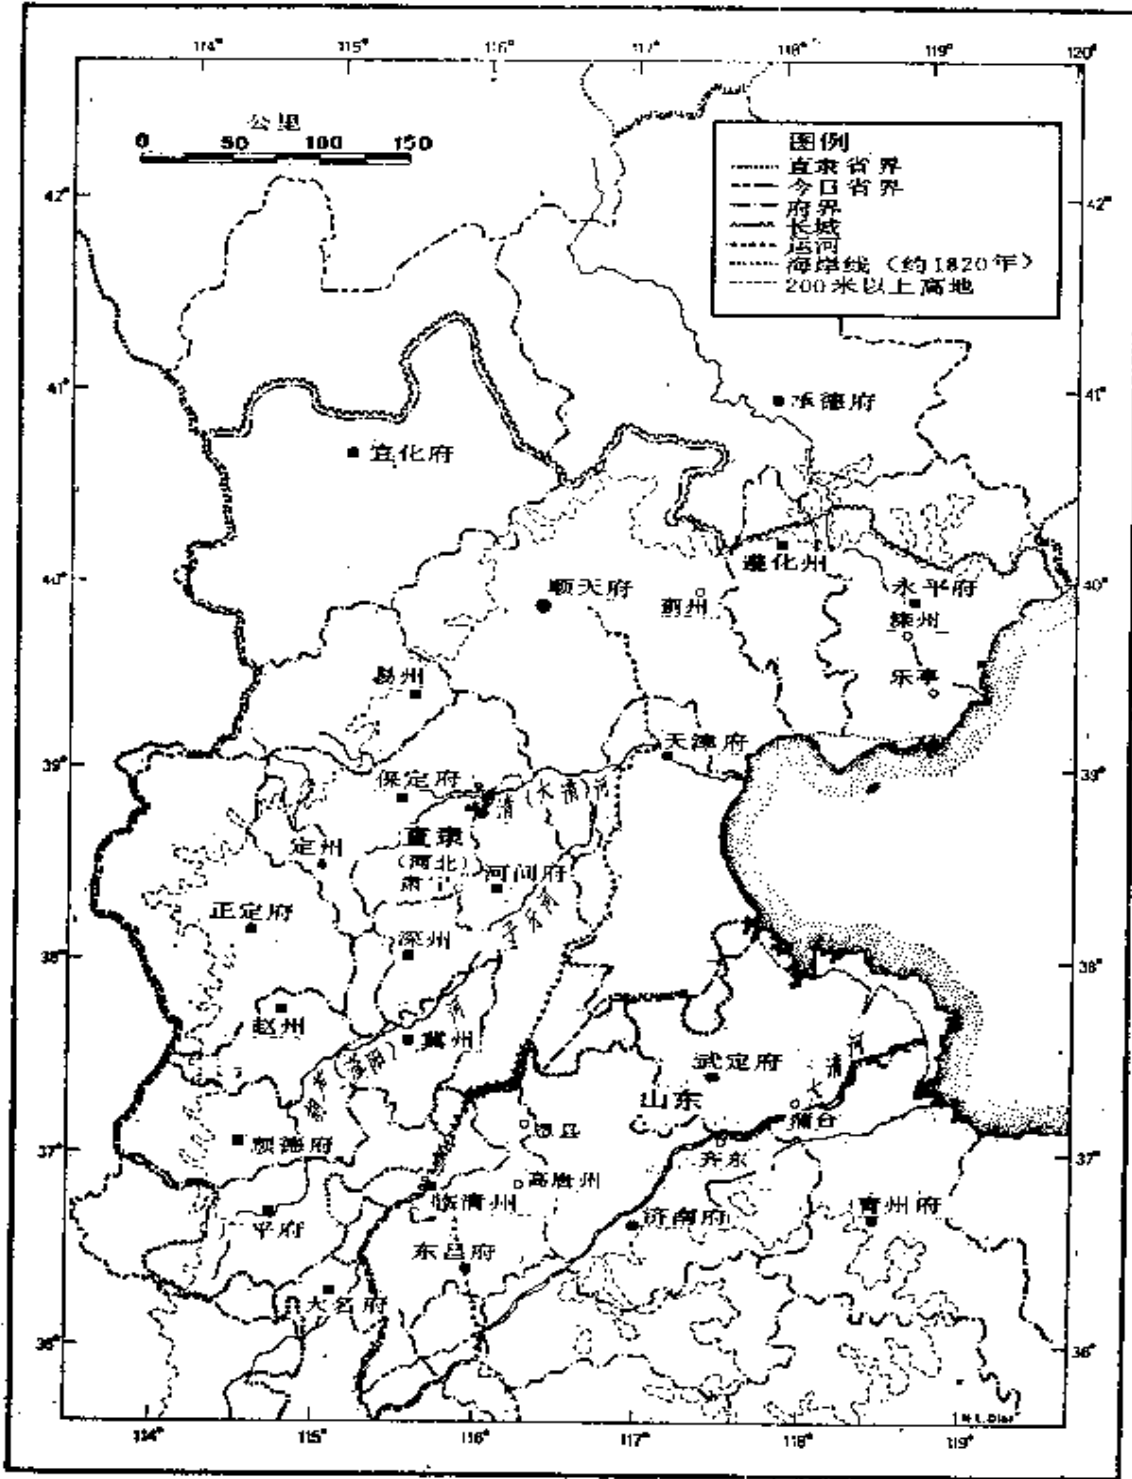 114° 115° 116° 117° 118° 119° 120°
公里
0 50 100 150
图例
直隶省界
今日省界
府界
长城
运河
海岸线（约1820年）
200米以上高地
42° 42°
41° 41°
承德府
宣化府
遵化州
40° 40°
顺天府
蓟州
永平府
滦州
易州
乐亭
天津府
39° 39°
保定府
清(大清)河
直隶
(河北)
定州
肃宁
河间府
正定府
子牙河
深州
38° 38°
赵州
冀州
河
武定府
大清河
山东
蒲台
恩县
37° 37°
顺德府
齐东
高唐州
临清州
青州府
平府
济南府
东昌府
大名府
36° 36°
114° 115° 116° 117° 118° 119°